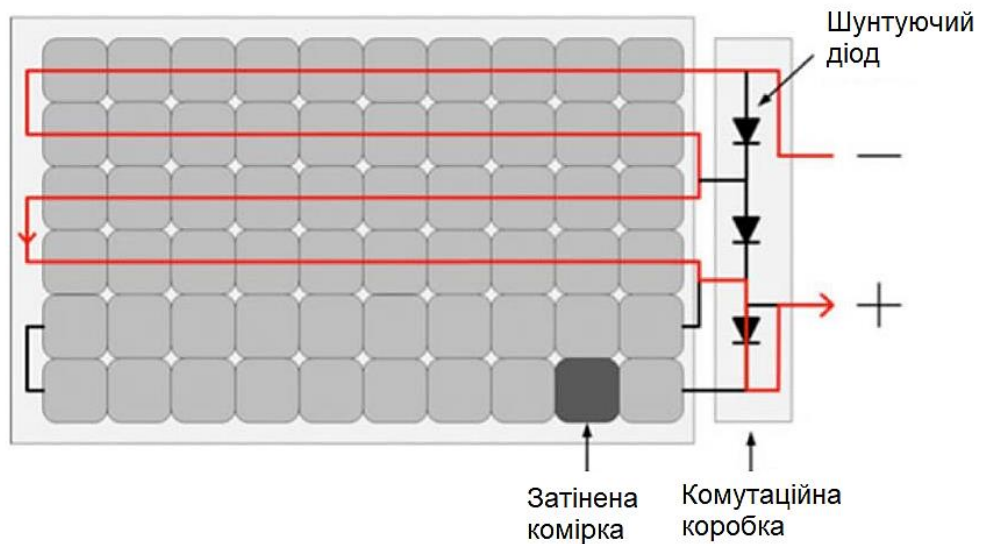 Шунтуючий
діод
—
+
Затінена
комірка
Комутаційна
коробка